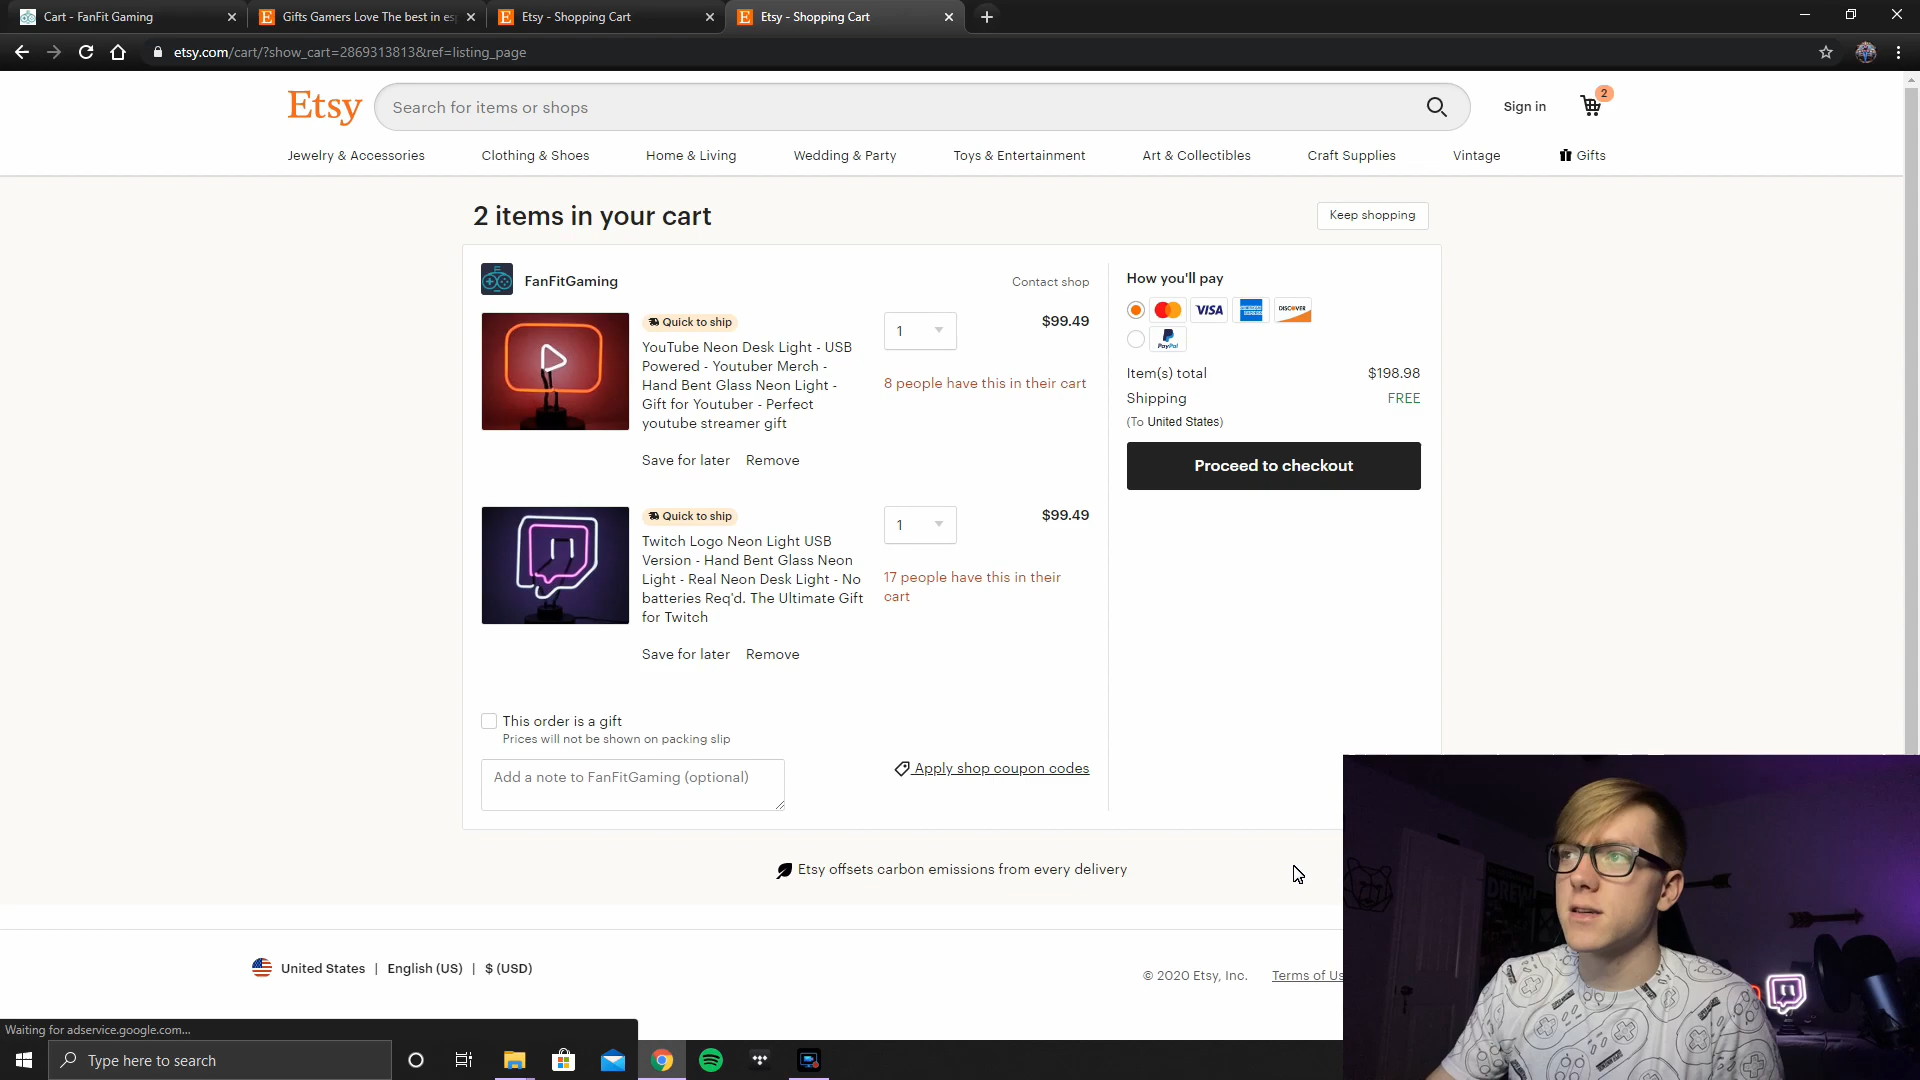 Cart - FanFit Gaming
Gifts Gamers Love The best in es
Etsy - Shopping Cart
Etsy - Shopping Cart
etsy.com/cart/?show_cart=2869313813&ref=listing_page
Etsy
Search for items or shops
Sign in
2
Jewelry & Accessories
Clothing & Shoes
Home & Living
Wedding & Party
Toys & Entertainment
Art & Collectibles
Craft Supplies
Vintage
Gifts
2 items in your cart
Keep shopping
FanFitGaming
Contact shop
Quick to ship
YouTube Neon Desk Light - USB
Powered - Youtuber Merch -
Hand Bent Glass Neon Light -
Gift for Youtuber - Perfect
youtube streamer gift
1
$99.49
8 people have this in their cart
Save for later
Remove
Quick to ship
Twitch Logo Neon Light USB
Version - Hand Bent Glass Neon
Light - Real Neon Desk Light - No
batteries Req'd. The Ultimate Gift
for Twitch
1
$99.49
17 people have this in their
cart
Save for later
Remove
This order is a gift
Prices will not be shown on packing slip
Add a note to FanFitGaming (optional)
Apply shop coupon codes
How you'll pay
VISA
DISCOVER
PayPal
Item(s) total
$198.98
Shipping
FREE
(To United States)
Proceed to checkout
Etsy offsets carbon emissions from every delivery
United States | English (US) | $ (USD)
© 2020 Etsy, Inc.
Terms of Us
DREW
Waiting for adservice.google.com...
Type here to search